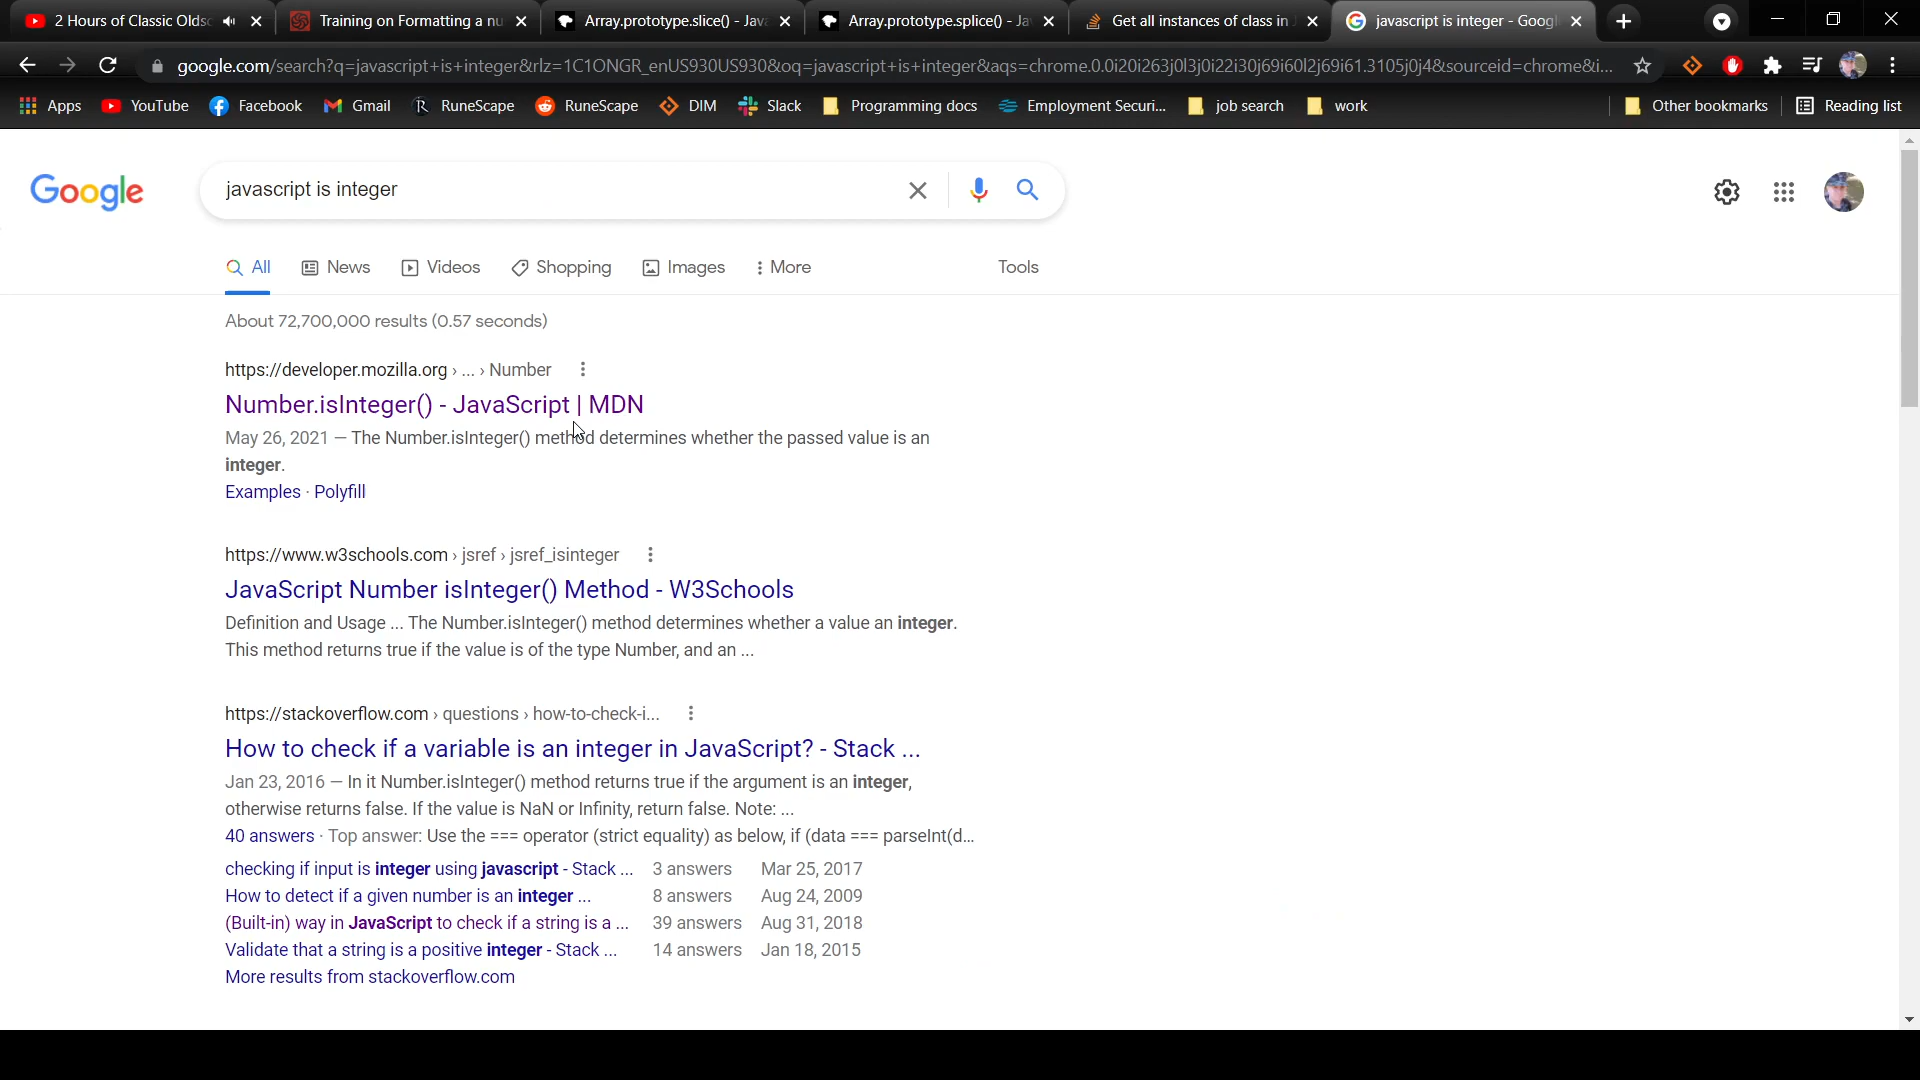 2 Hours of Classic Oldsc
Training on Formatting a nu
Array.prototype.slice() - Java
Array.prototype.splice() - Ja
Get all instances of class in J
javascript is integer - Google
google.com/search?q=javascript+is+integer&rlz=1C1ONGR_enUS930US930&oq=javascript+is+integer&aqs=chrome.0.0i20i263j0l3j0i22i30j69i60l2j69i61.3105j0j4&sourceid=chrome&i...
Apps YouTube Facebook Gmail RuneScape RuneScape DIM Slack Programming docs Employment Securi... job search work Other bookmarks Reading list
Google
javascript is integer
All News Videos Shopping Images More Tools
About 72,700,000 results (0.57 seconds)
https://developer.mozilla.org › ... › Number
Number.isInteger() - JavaScript | MDN
May 26, 2021 — The Number.isInteger() method determines whether the passed value is an
integer.
Examples · Polyfill
https://www.w3schools.com › jsref › jsref_isinteger
JavaScript Number isInteger() Method - W3Schools
Definition and Usage ... The Number.isInteger() method determines whether a value an integer.
This method returns true if the value is of the type Number, and an ...
https://stackoverflow.com › questions › how-to-check-i...
How to check if a variable is an integer in JavaScript? - Stack ...
Jan 23, 2016 — In it Number.isInteger() method returns true if the argument is an integer,
otherwise returns false. If the value is NaN or Infinity, return false. Note: ...
40 answers · Top answer: Use the === operator (strict equality) as below, if (data === parseInt(d...
checking if input is integer using javascript - Stack ... 3 answers Mar 25, 2017
How to detect if a given number is an integer ... 8 answers Aug 24, 2009
(Built-in) way in JavaScript to check if a string is a ... 39 answers Aug 31, 2018
Validate that a string is a positive integer - Stack ... 14 answers Jan 18, 2015
More results from stackoverflow.com